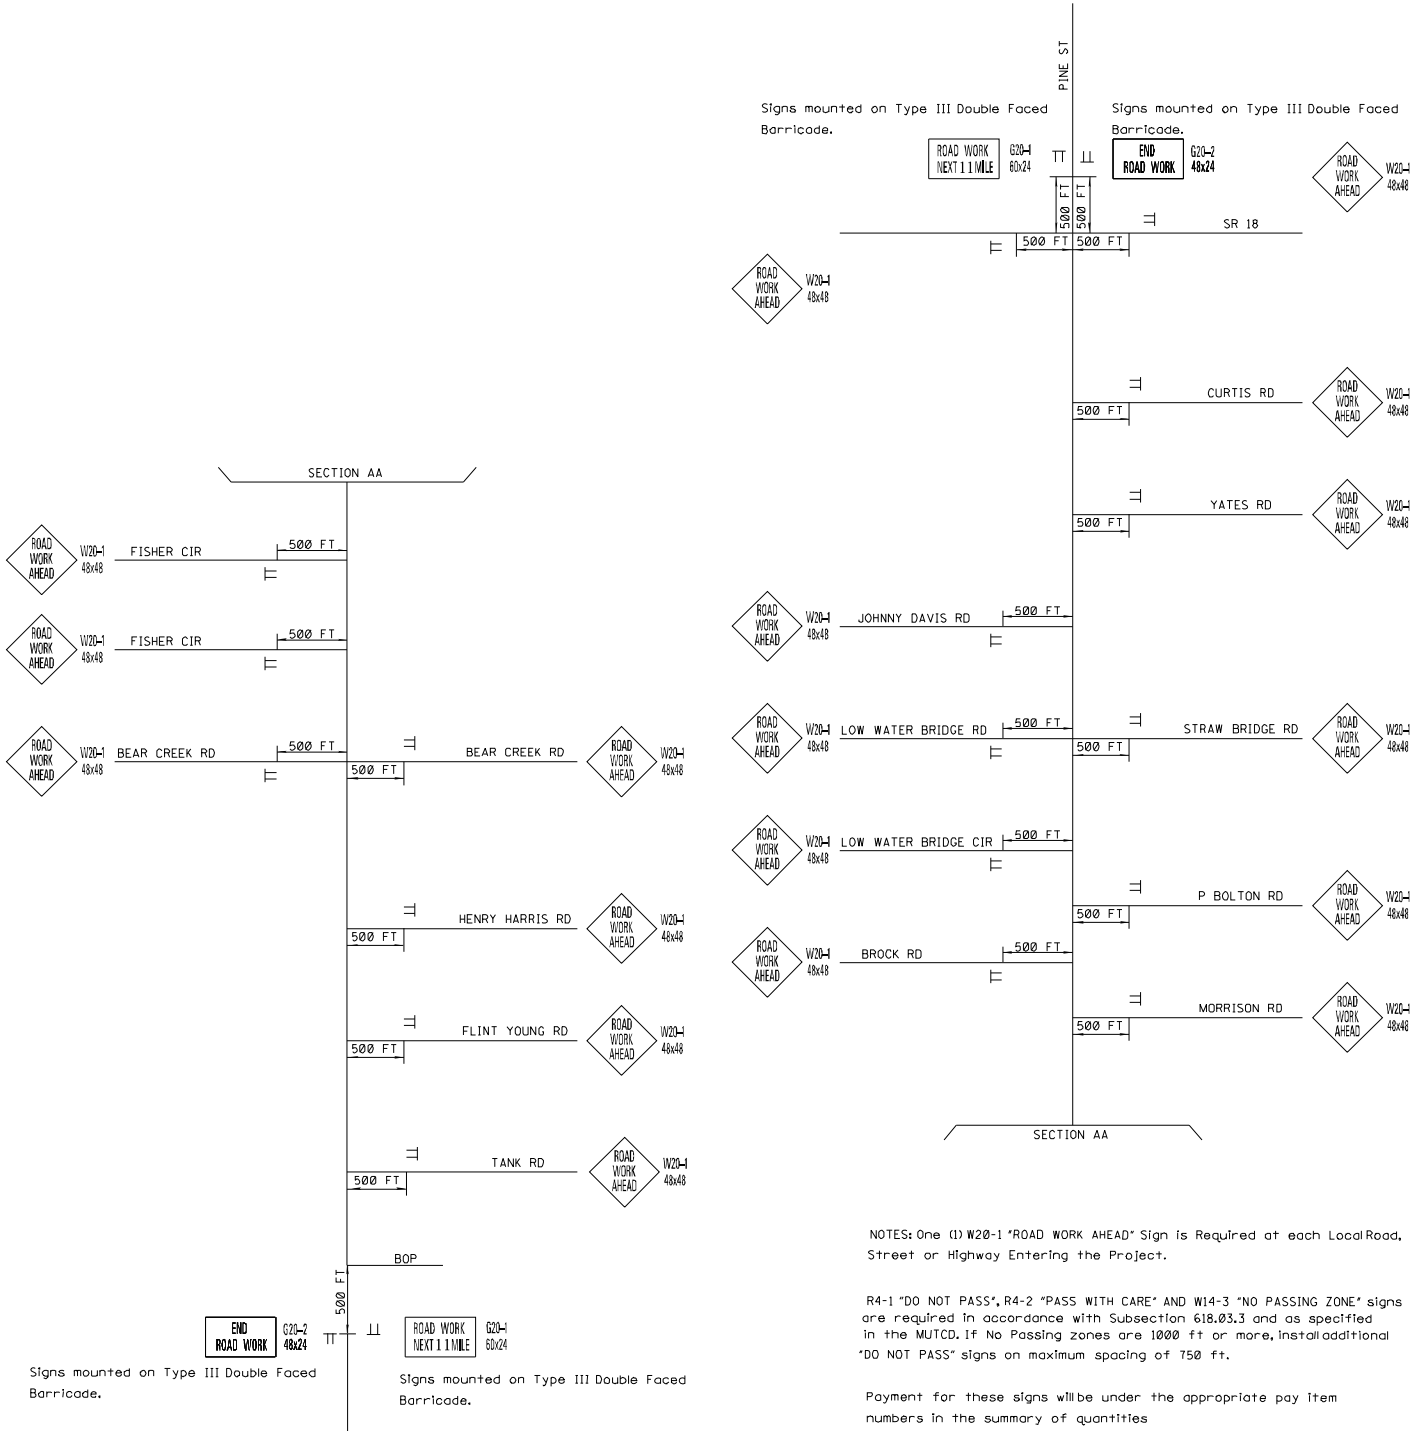 SECTION AA
ROAD
WORK
AHEAD
W20-1
48x48
FISHER CIR
500 FT
ROAD
WORK
AHEAD
W20-1
48x48
FISHER CIR
500 FT
ROAD
WORK
AHEAD
W20-1
48x48
BEAR CREEK RD
500 FT
500 FT
BEAR CREEK RD
ROAD
WORK
AHEAD
W20-1
48x48
500 FT
HENRY HARRIS RD
ROAD
WORK
AHEAD
W20-1
48x48
500 FT
FLINT YOUNG RD
ROAD
WORK
AHEAD
W20-1
48x48
500 FT
TANK RD
ROAD
WORK
AHEAD
W20-1
48x48
BOP
500 FT
END
ROAD WORK
G20-2
48x24
Signs mounted on Type III Double Faced
Barricade.
ROAD WORK
NEXT 11 MILE
G20-1
60x24
Signs mounted on Type III Double Faced
Barricade.
PINE ST
Signs mounted on Type III Double Faced
Barricade.
ROAD WORK
NEXT 11 MILE
G20-1
60x24
Signs mounted on Type III Double Faced
Barricade.
END
ROAD WORK
G20-2
48x24
ROAD
WORK
AHEAD
W20-1
48x48
500 FT
500 FT
SR 18
500 FT
500 FT
ROAD
WORK
AHEAD
W20-1
48x48
500 FT
CURTIS RD
ROAD
WORK
AHEAD
W20-1
48x48
500 FT
YATES RD
ROAD
WORK
AHEAD
W20-1
48x48
ROAD
WORK
AHEAD
W20-1
48x48
JOHNNY DAVIS RD
500 FT
ROAD
WORK
AHEAD
W20-1
48x48
LOW WATER BRIDGE RD
500 FT
500 FT
STRAW BRIDGE RD
ROAD
WORK
AHEAD
W20-1
48x48
ROAD
WORK
AHEAD
W20-1
48x48
LOW WATER BRIDGE CIR
500 FT
500 FT
P BOLTON RD
ROAD
WORK
AHEAD
W20-1
48x48
ROAD
WORK
AHEAD
W20-1
48x48
BROCK RD
500 FT
500 FT
MORRISON RD
ROAD
WORK
AHEAD
W20-1
48x48
SECTION AA
NOTES: One (1) W20-1 "ROAD WORK AHEAD" Sign is Required at each Local Road,
Street or Highway Entering the Project.
R4-1 "DO NOT PASS", R4-2 "PASS WITH CARE" AND W14-3 "NO PASSING ZONE" signs
are required in accordance with Subsection 618.03.3 and as specified
in the MUTCD. If No Passing zones are 1000 ft or more, install additional
"DO NOT PASS" signs on maximum spacing of 750 ft.
Payment for these signs will be under the appropriate pay item
numbers in the summary of quantities